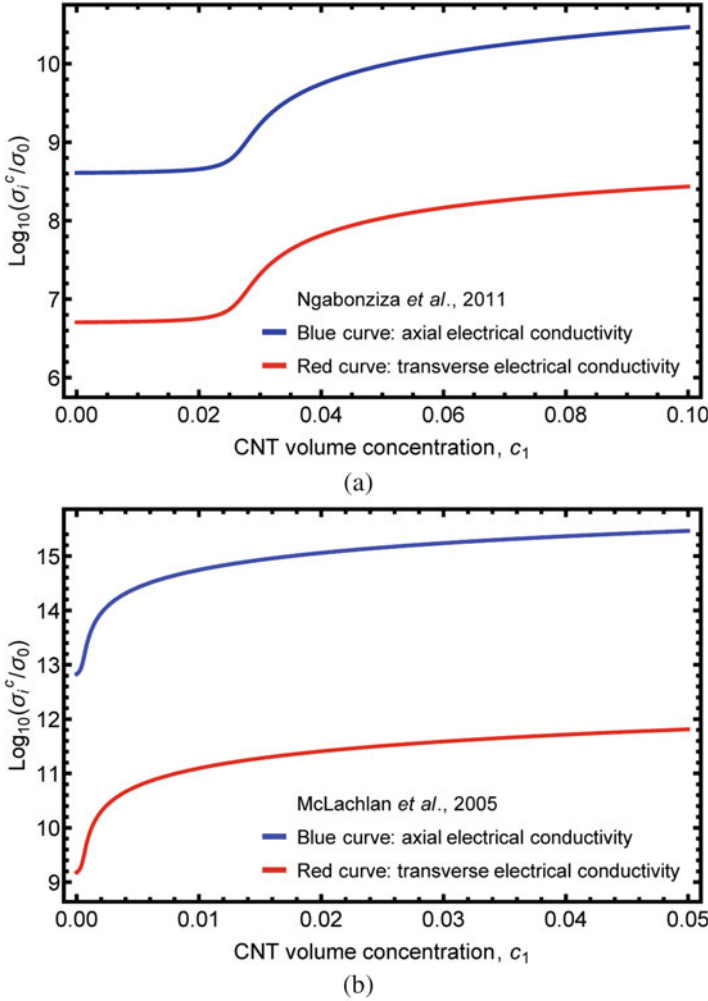 10
9
8
7
6
Log₁₀(σᵢᶜ/σ₀)
Ngabonziza et al., 2011
Blue curve: axial electrical conductivity
Red curve: transverse electrical conductivity
0.00 0.02 0.04 0.06 0.08 0.10
CNT volume concentration, c₁
(a)
15
14
13
12
11
10
9
Log₁₀(σᵢᶜ/σ₀)
McLachlan et al., 2005
Blue curve: axial electrical conductivity
Red curve: transverse electrical conductivity
0.00 0.01 0.02 0.03 0.04 0.05
CNT volume concentration, c₁
(b)